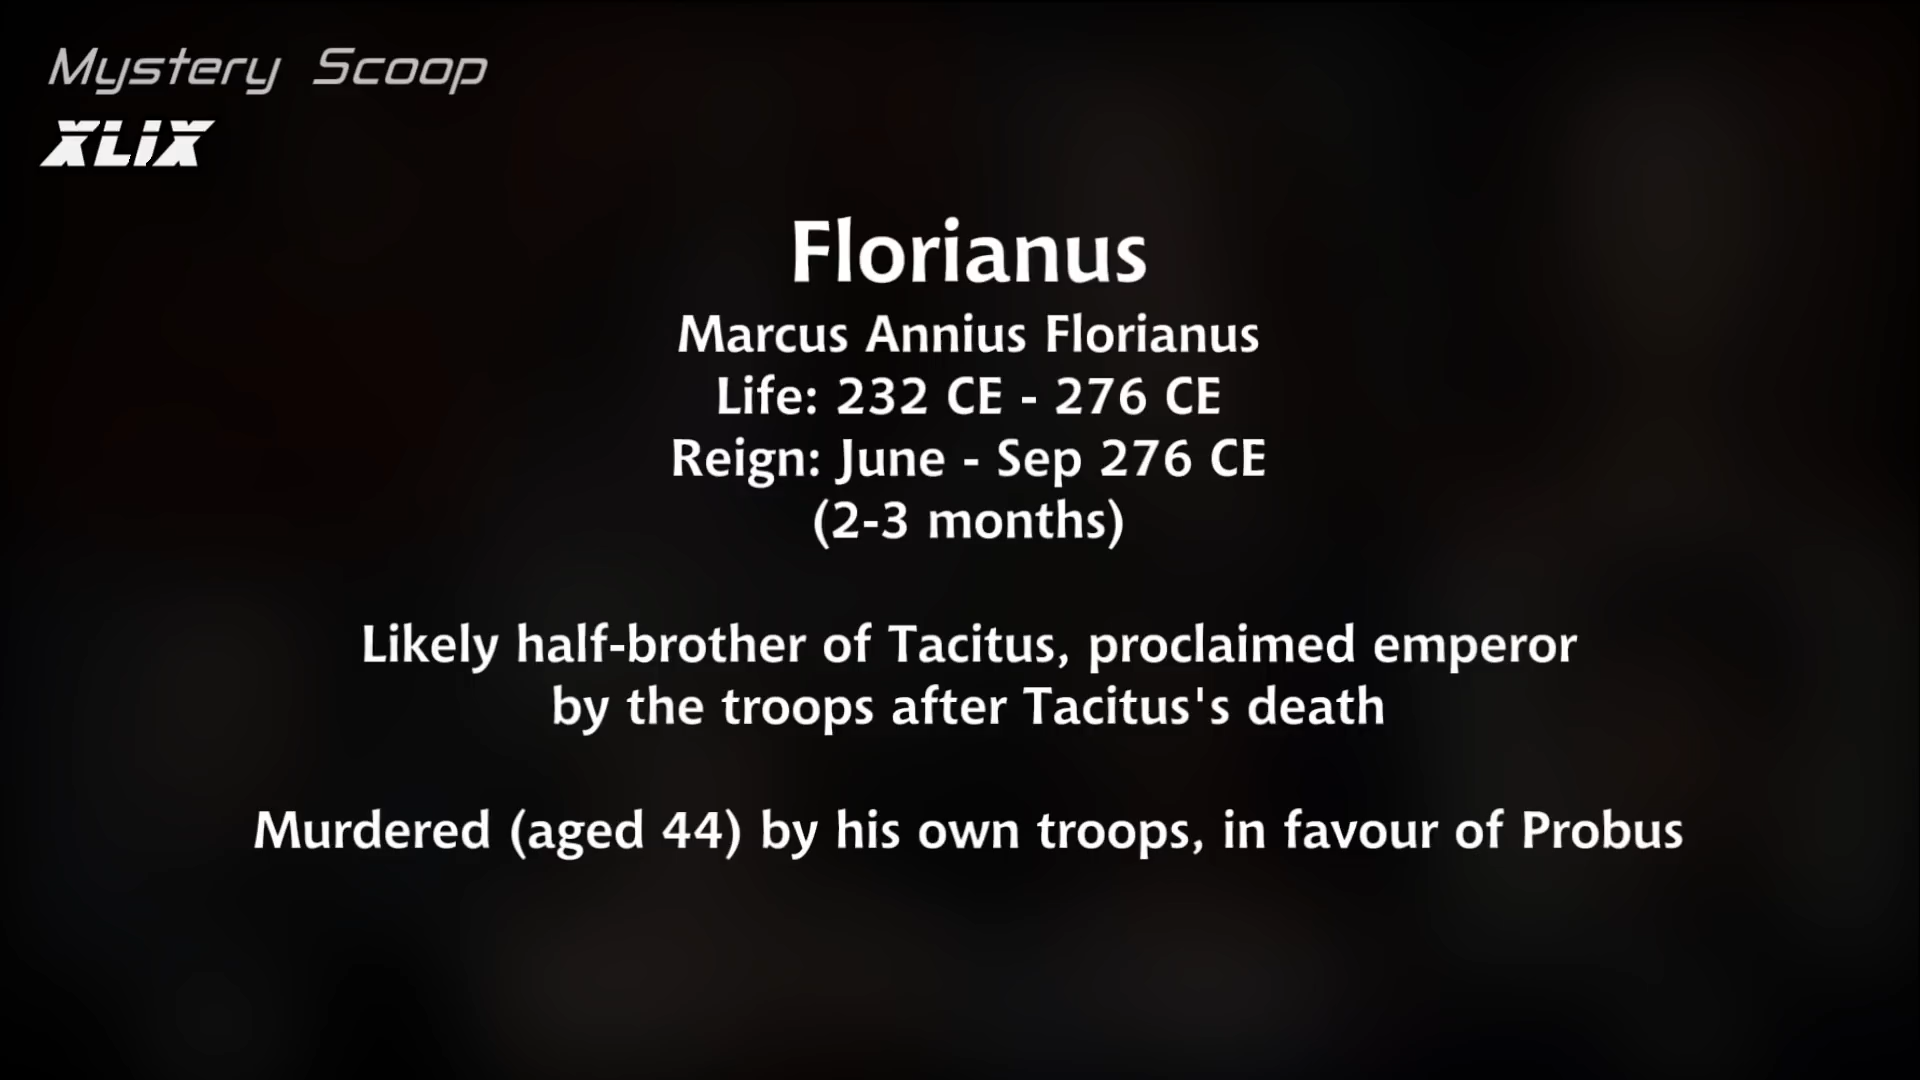 Mystery Scoop
XLIX
Florianus
Marcus Annius Florianus
Life: 232 CE - 276 CE
Reign: June - Sep 276 CE
(2-3 months)
Likely half-brother of Tacitus, proclaimed emperor
by the troops after Tacitus's death
Murdered (aged 44) by his own troops, in favour of Probus